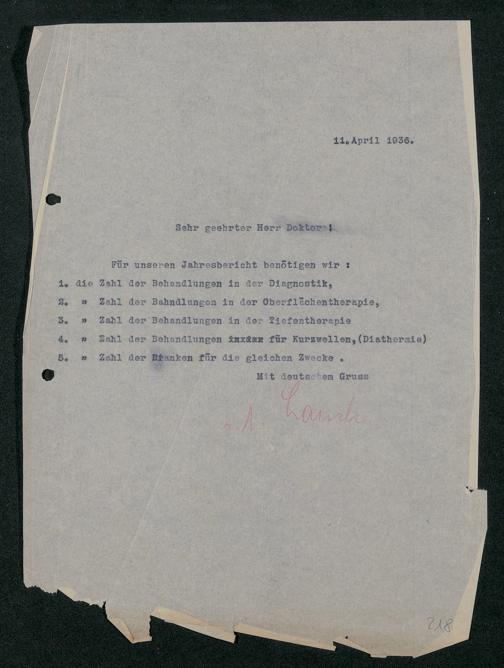 11.April 1936.
Sehr geehrter Herr Doktor !
Für unseren Jahresbericht benötigen wir :
1. die Zahl der Behandlungen in der Diagnostik,
2. " Zahl der Bahndlungen in der Oberflächentherapie,
3. " Zahl der Behandlungen in der Tiefentherapie
4. " Zahl der Behandlungen für Kurzwellen,(Diathermie)
5. " Zahl der Kranken für die gleichen Zwecke .
Mit deutschem Gruss
218